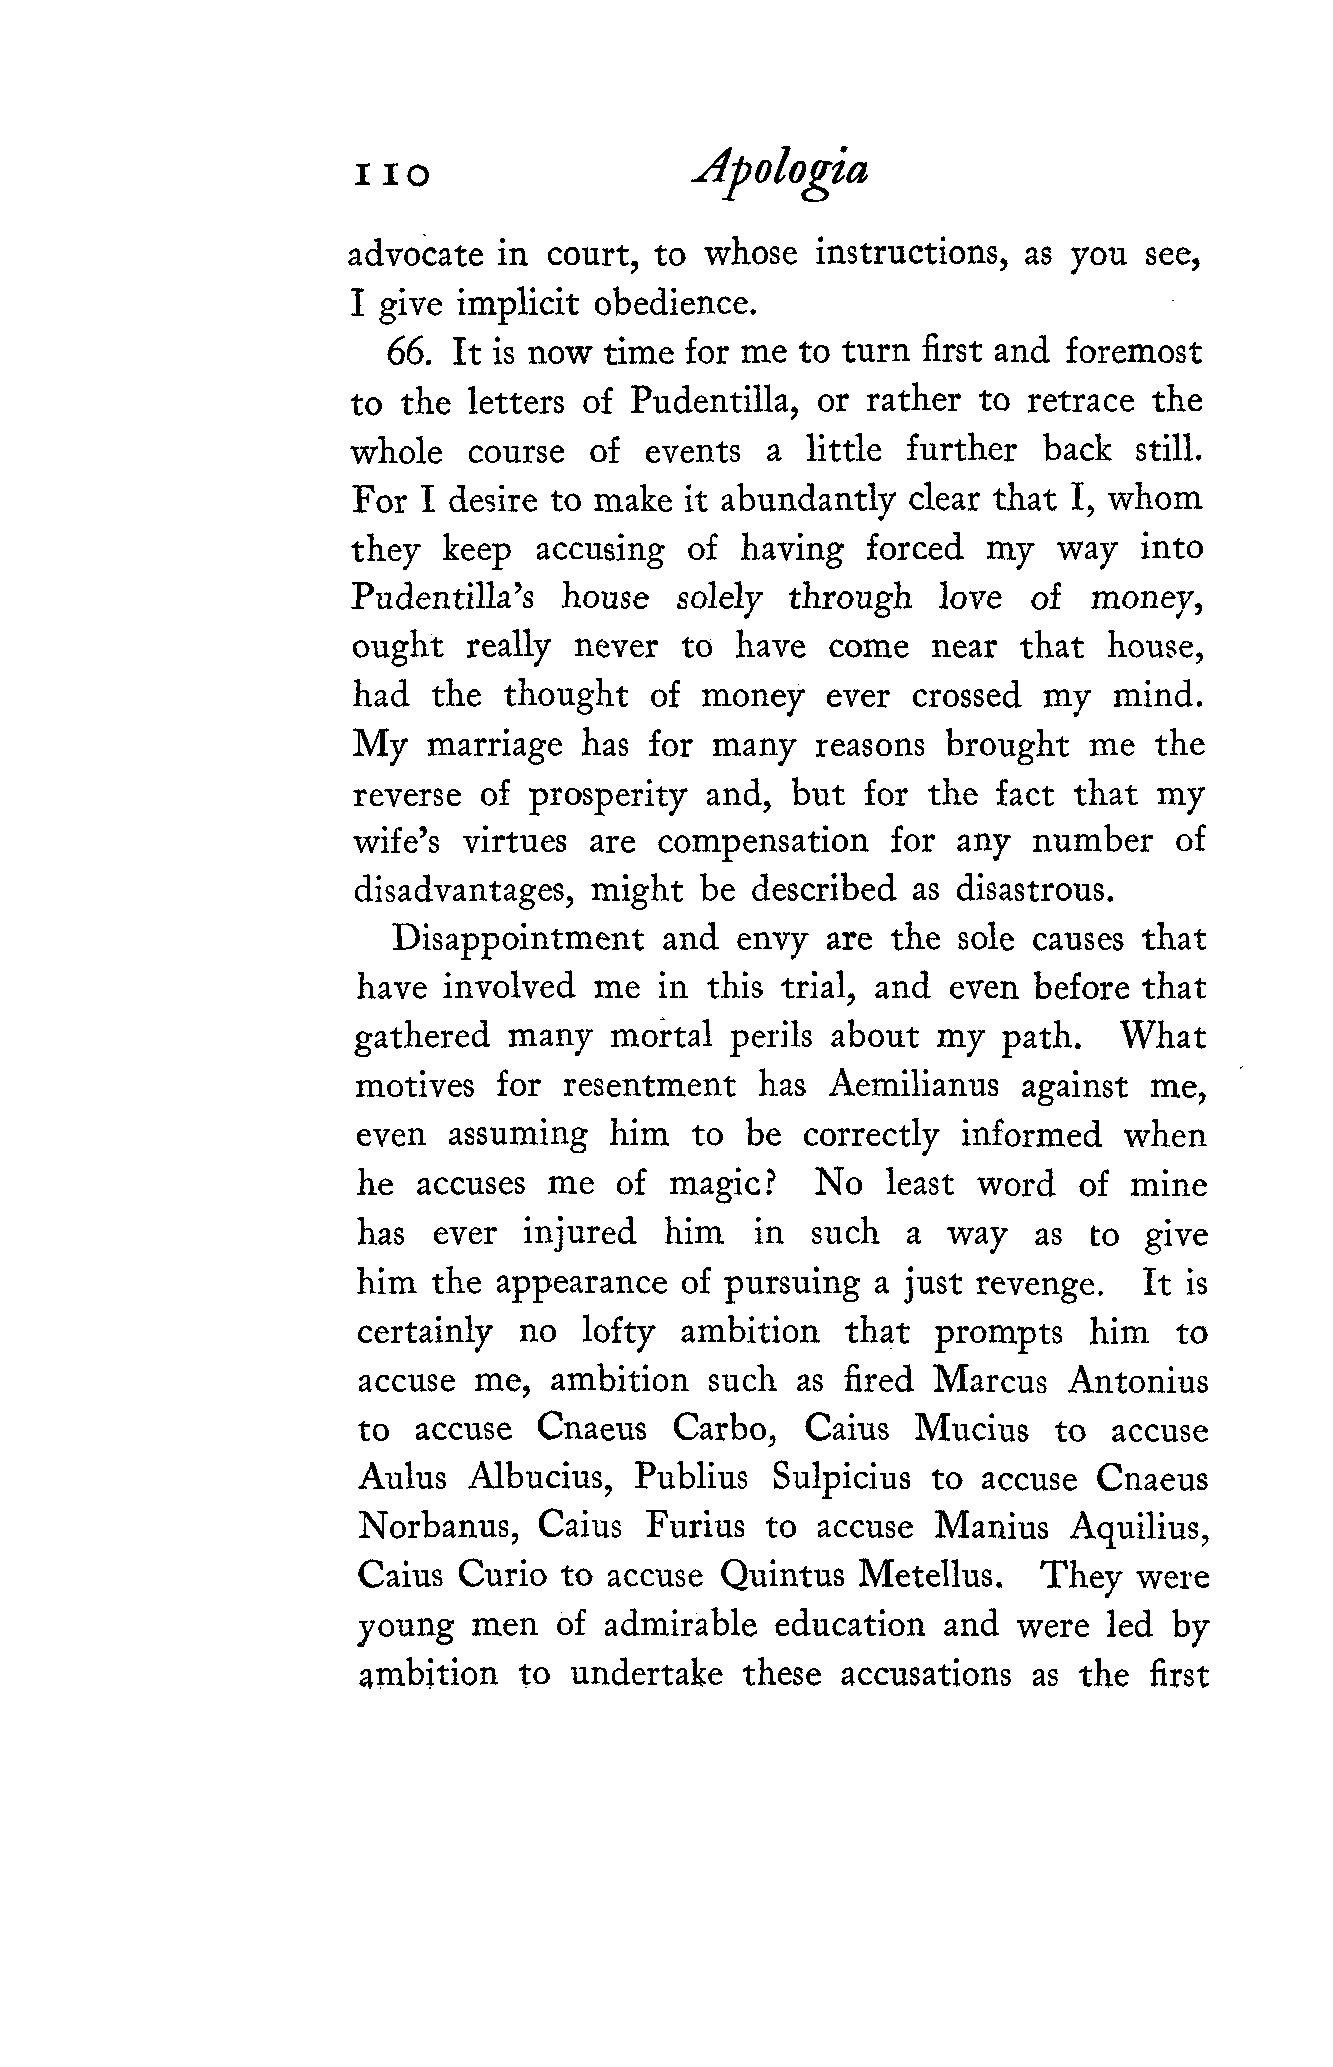 110 Apologia
advocate in court, to whose instructions, as you see,
I give implicit obedience.
66. It is now time for me to turn first and foremost
to the letters of Pudentilla, or rather to retrace the
whole course of events a little further back still.
For I desire to make it abundantly clear that I, whom
they keep accusing of having forced my way into
Pudentilla's house solely through love of money,
ought really never to have come near that house,
had the thought of money ever crossed my mind.
My marriage has for many reasons brought me the
reverse of prosperity and, but for the fact that my
wife's virtues are compensation for any number of
disadvantages, might be described as disastrous.
Disappointment and envy are the sole causes that
have involved me in this trial, and even before that
gathered many mortal perils about my path. What
motives for resentment has Aemilianus against me,
even assuming him to be correctly informed when
he accuses me of magic? No least word of mine
has ever injured him in such a way as to give
him the appearance of pursuing a just revenge. It is
certainly no lofty ambition that prompts him to
accuse me, ambition such as fired Marcus Antonius
to accuse Cnaeus Carbo, Caius Mucius to accuse
Aulus Albucius, Publius Sulpicius to accuse Cnaeus
Norbanus, Caius Furius to accuse Manius Aquilius,
Caius Curio to accuse Quintus Metellus. They were
young men of admirable education and were led by
ambition to undertake these accusations as the first